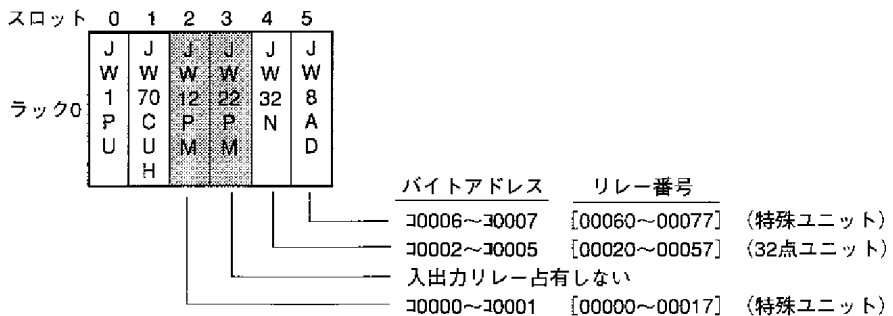 スロット 0 1 2 3 4 5
ラック0
JW1PU
JW70CUH
JW12PM
JW22PM
JW32N
JW8AD
バイトアドレス リレー番号
コ0006～コ0007 [00060～00077] (特殊ユニット)
コ0002～コ0005 [00020～00057] (32点ユニット)
入出力リレー占有しない
コ0000～コ0001 [00000～00017] (特殊ユニット)